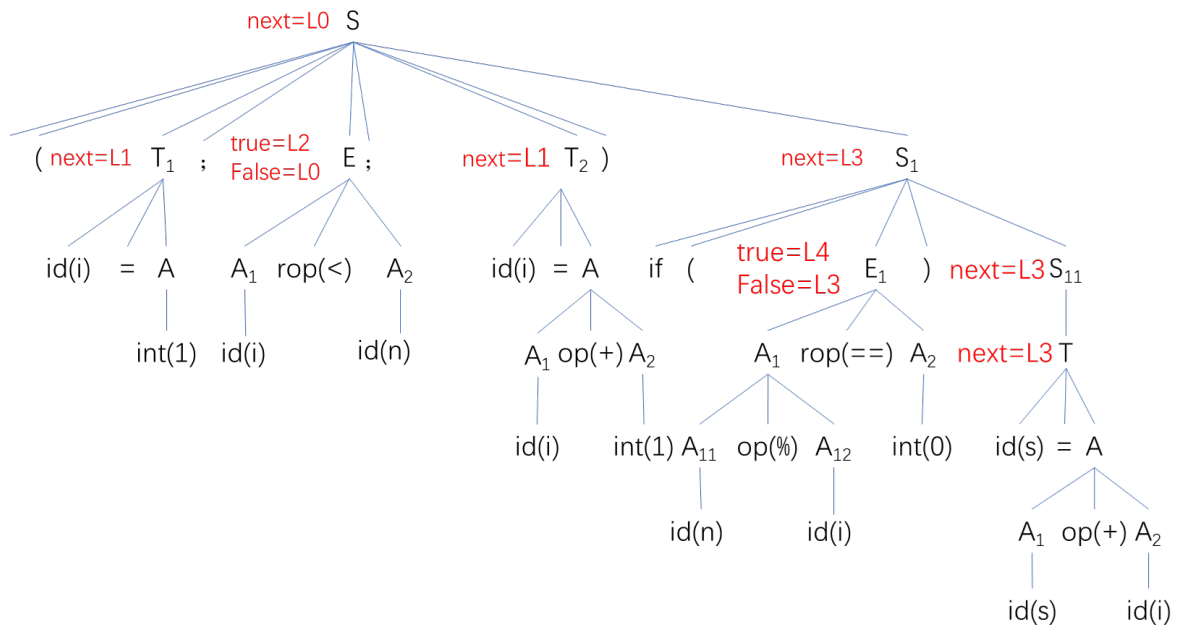 next=L0 S
( next=L1 T₁ ; true=L2 False=L0 E ; next=L1 T₂ ) next=L3 S₁
id(i) = A A₁ rop(<) A₂ id(i) = A if ( true=L4 False=L3 E₁ ) next=L3 S₁₁
int(1) id(i) id(n) A₁ op(+) A₂ A₁ rop(==) A₂ next=L3 T
id(i) int(1) A₁₁ op(%) A₁₂ int(0) id(s) = A
id(n) id(i) A₁ op(+) A₂
id(s) id(i)